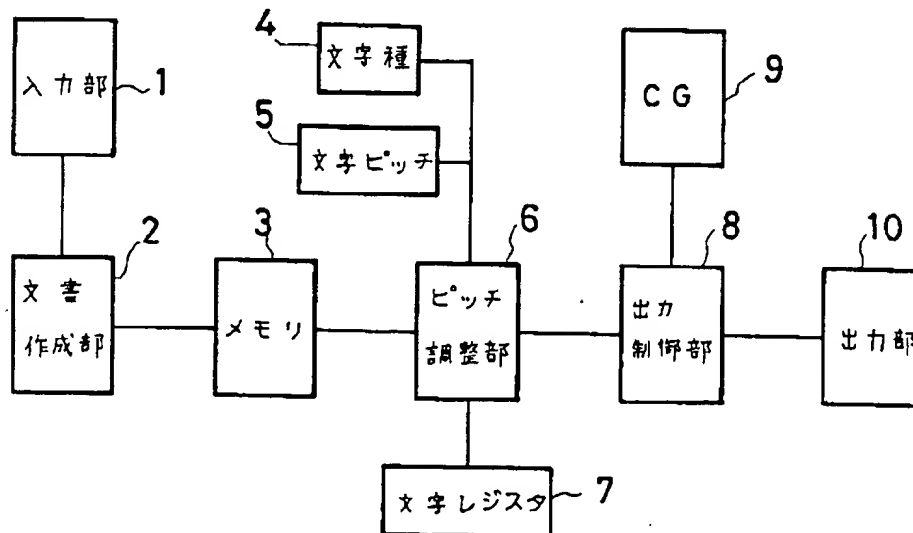 4
文字種
入力部
1
CG
9
5
文字ピッチ
2
文書
作成部
3
メモリ
6
ピッチ
調整部
8
出力
制御部
10
出力部
文字レジスタ
7